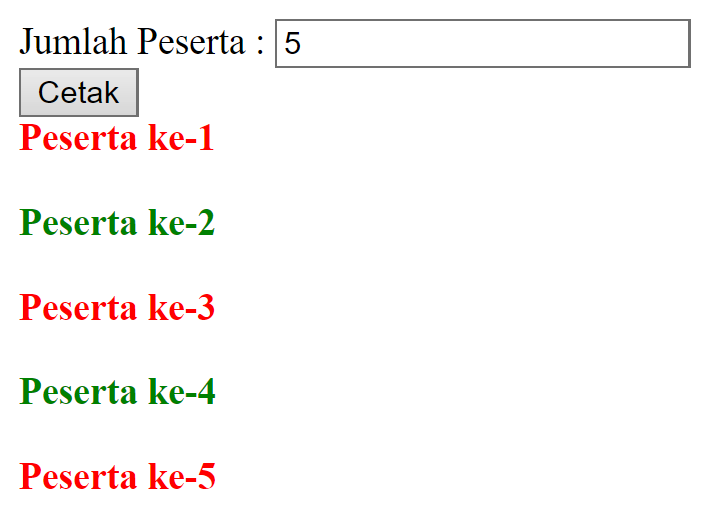 Jumlah Peserta : 5
Cetak
Peserta ke-1
Peserta ke-2
Peserta ke-3
Peserta ke-4
Peserta ke-5